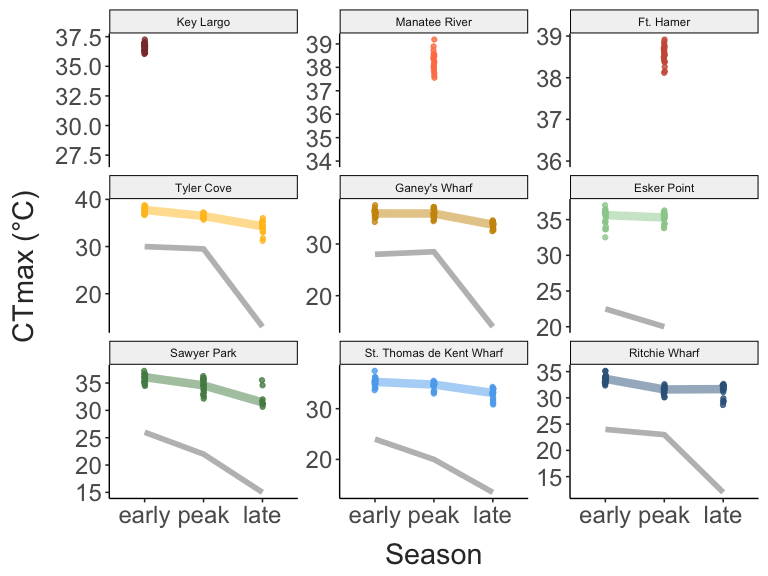 Key Largo
Manatee River
Ft. Hamer
37.5
35.0
32.5
30.0
27.5
39
38
37
36
35
34
39
38
37
36
Tyler Cove
Ganey's Wharf
Esker Point
40
30
20
30
20
35
30
25
20
Sawyer Park
St. Thomas de Kent Wharf
Ritchie Wharf
35
30
25
20
15
30
20
35
30
25
20
15
early peak late
early peak late
early peak late
CTmax (°C)
Season